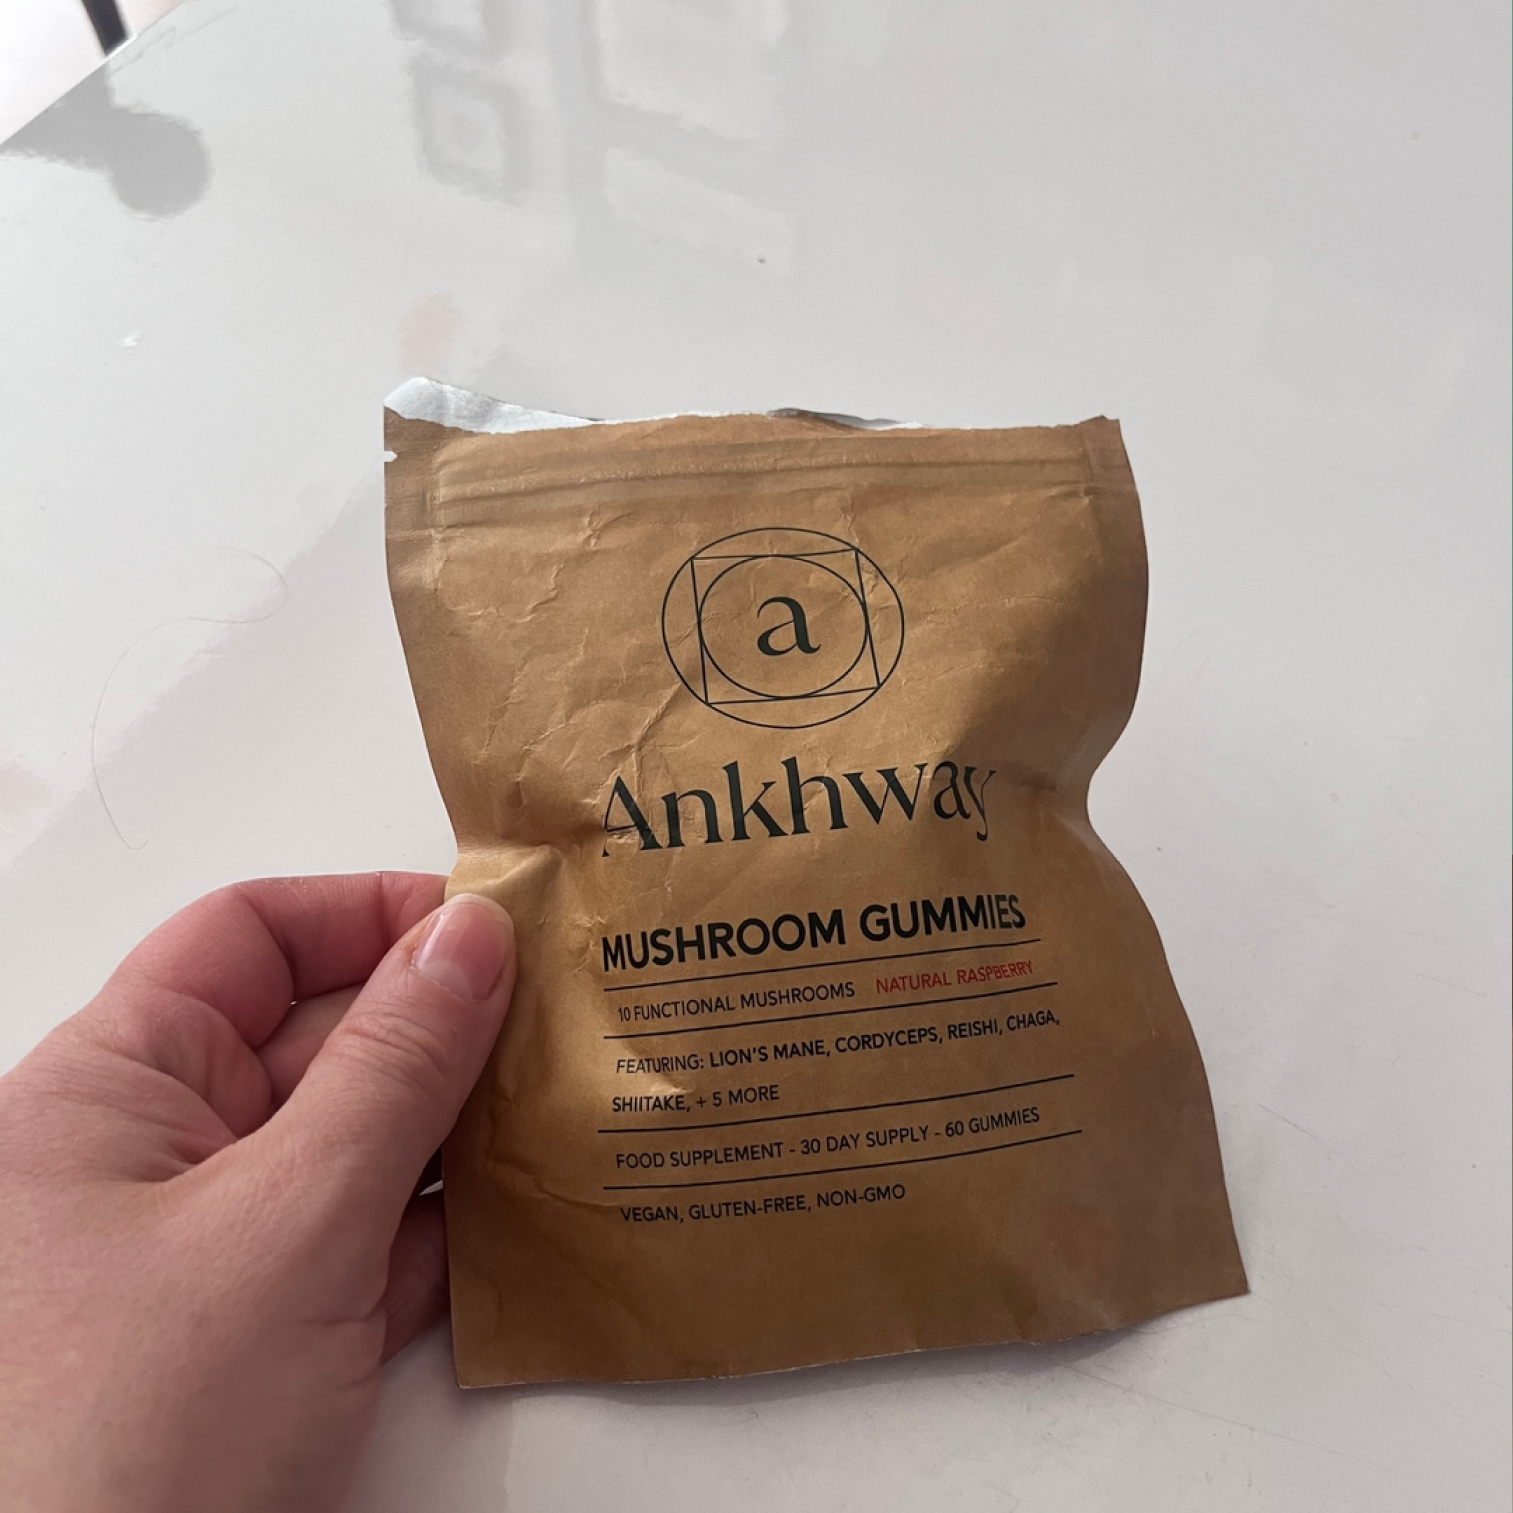 a
Ankhway
MUSHROOM GUMMIES
10 FUNCTIONAL MUSHROOMS NATURAL RASPBERRY
FEATURING: LION'S MANE, CORDYCEPS, REISHI, CHAGA,
SHIITAKE, + 5 MORE
FOOD SUPPLEMENT - 30 DAY SUPPLY - 60 GUMMIES
VEGAN, GLUTEN-FREE, NON-GMO